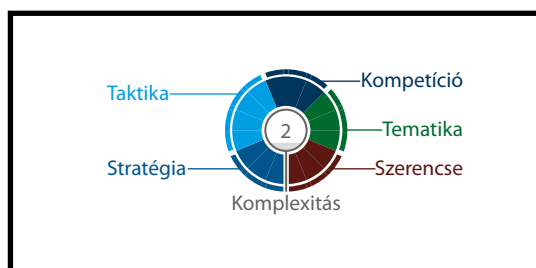 Kompetíció
Taktika
2
Tematika
Stratégia
Szerencse
Komplexitás